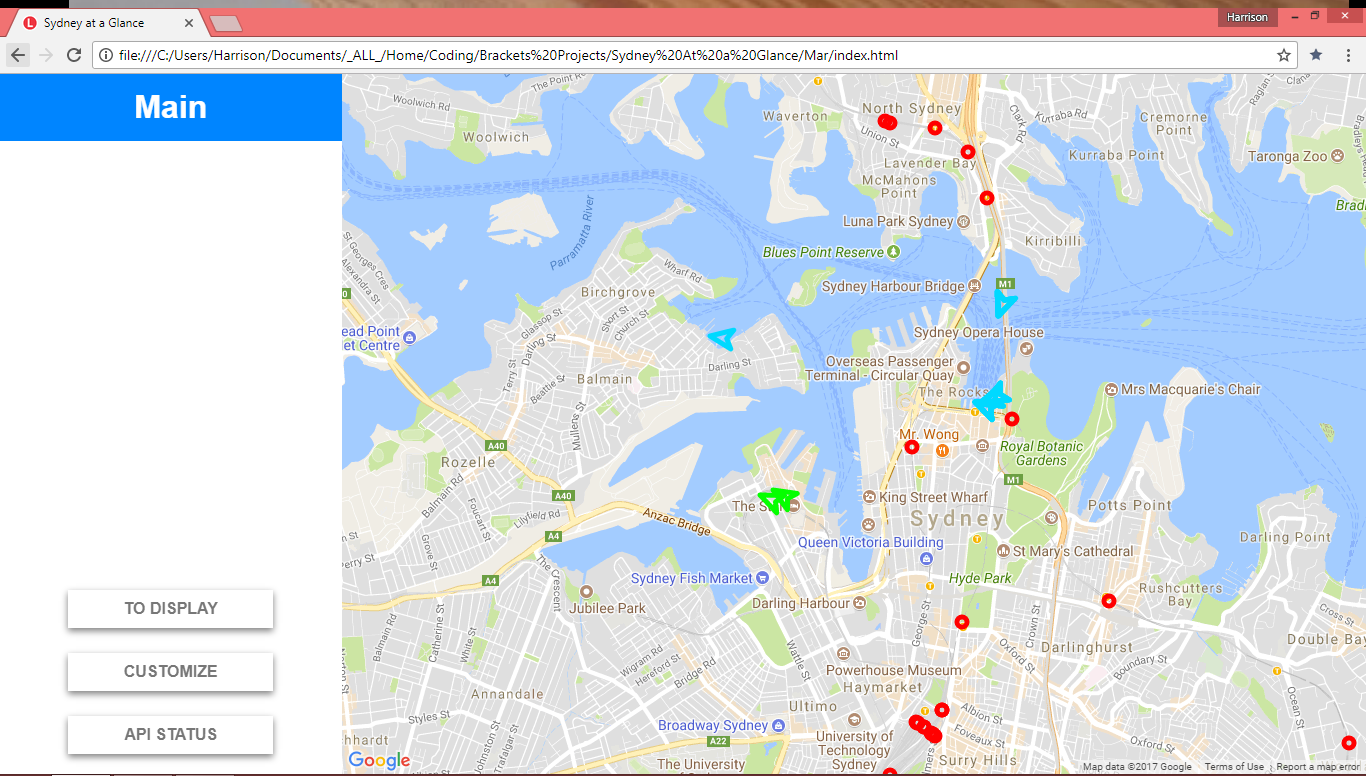 Sydney at a Glance
Harrison
file:///C:/Users/Harrison/Documents/_ALL_/Home/Coding/Brackets%20Projects/Sydney%20At%20a%20Glance/Mar/index.html
Main
TO DISPLAY
CUSTOMIZE
API STATUS
Woolwich Rd
The Point Rd
Woolwich
Waverton
North Sydney
Union St
Clark Rd
Kurraba Rd
Raglan
Cremorne
Point
Kurraba Point
Taronga Zoo
Lavender Bay
McMahons
Point
Luna Park Sydney
Kirribilli
Blues Point Reserve
Parramatta River
St Georges Cres
Alexandra St
Wharf Rd
Birchgrove
Sydney Harbour Bridge
M1
Short St
Church St
Glassop St
Darling St
Sydney Opera House
ead Point
et Centre
Terry St
Beattie St
Balmain
Darling St
Overseas Passenger
Terminal - Circular Quay
The Rocks
Mrs Macquarie's Chair
Mullens St
A40
Mr. Wong
Royal Botanic
Gardens
Rozelle
M1
Balmain Rd
Foucart St
A40
Lilyfield Rd
Anzac Bridge
The S
King Street Wharf
Sydney
Potts Point
A4
Grove St
Queen Victoria Building
St Mary's Cathedral
Darling Point
Perry St
A4
The Crescent
Sydney Fish Market
Hyde Park
Jubilee Park
Darling Harbour
Rushcutters
Bay
Cross St
Balmain Rd
Catherine St
White St
George St
Crown St
Oxford St
Double Bay
Darlinghurst
Boundary St
Wigram Rd
Hereford St
Bridge Rd
Wattle St
Powerhouse Museum
Haymarket
Annandale
Ultimo
Albion St
Foveaux St
Ocean St
Styles St
Johnston St
Trafalgar St
Broadway Sydney
A22
University of
Technology
Sydney
Surry Hills
Oxford St
The University
Google
Map data ©2017 Google
Terms of Use
Report a map error